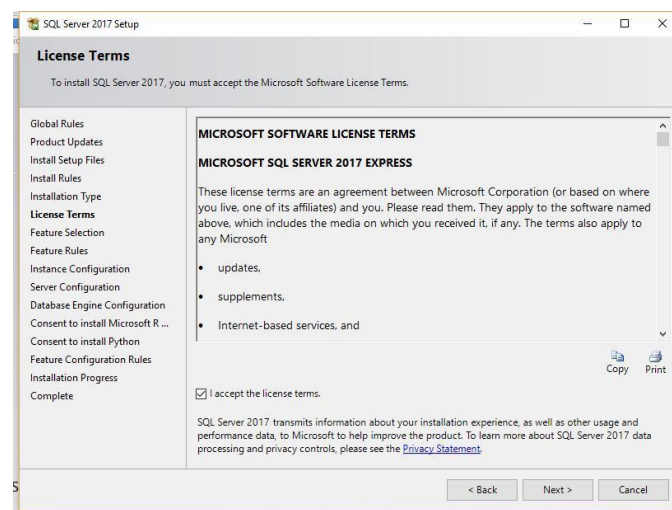 SQL Server 2017 Setup
License Terms
To install SQL Server 2017, you must accept the Microsoft Software License Terms.
Global Rules
Product Updates
Install Setup Files
Install Rules
Installation Type
License Terms
Feature Selection
Feature Rules
Instance Configuration
Server Configuration
Database Engine Configuration
Consent to install Microsoft R ...
Consent to install Python
Feature Configuration Rules
Installation Progress
Complete
MICROSOFT SOFTWARE LICENSE TERMS
MICROSOFT SQL SERVER 2017 EXPRESS
These license terms are an agreement between Microsoft Corporation (or based on where
you live, one of its affiliates) and you. Please read them. They apply to the software named
above, which includes the media on which you received it, if any. The terms also apply to
any Microsoft
• updates,
• supplements,
• Internet-based services, and
Copy Print
I accept the license terms.
SQL Server 2017 transmits information about your installation experience, as well as other usage and
performance data, to Microsoft to help improve the product. To learn more about SQL Server 2017 data
processing and privacy controls, please see the Privacy Statement.
< Back Next > Cancel